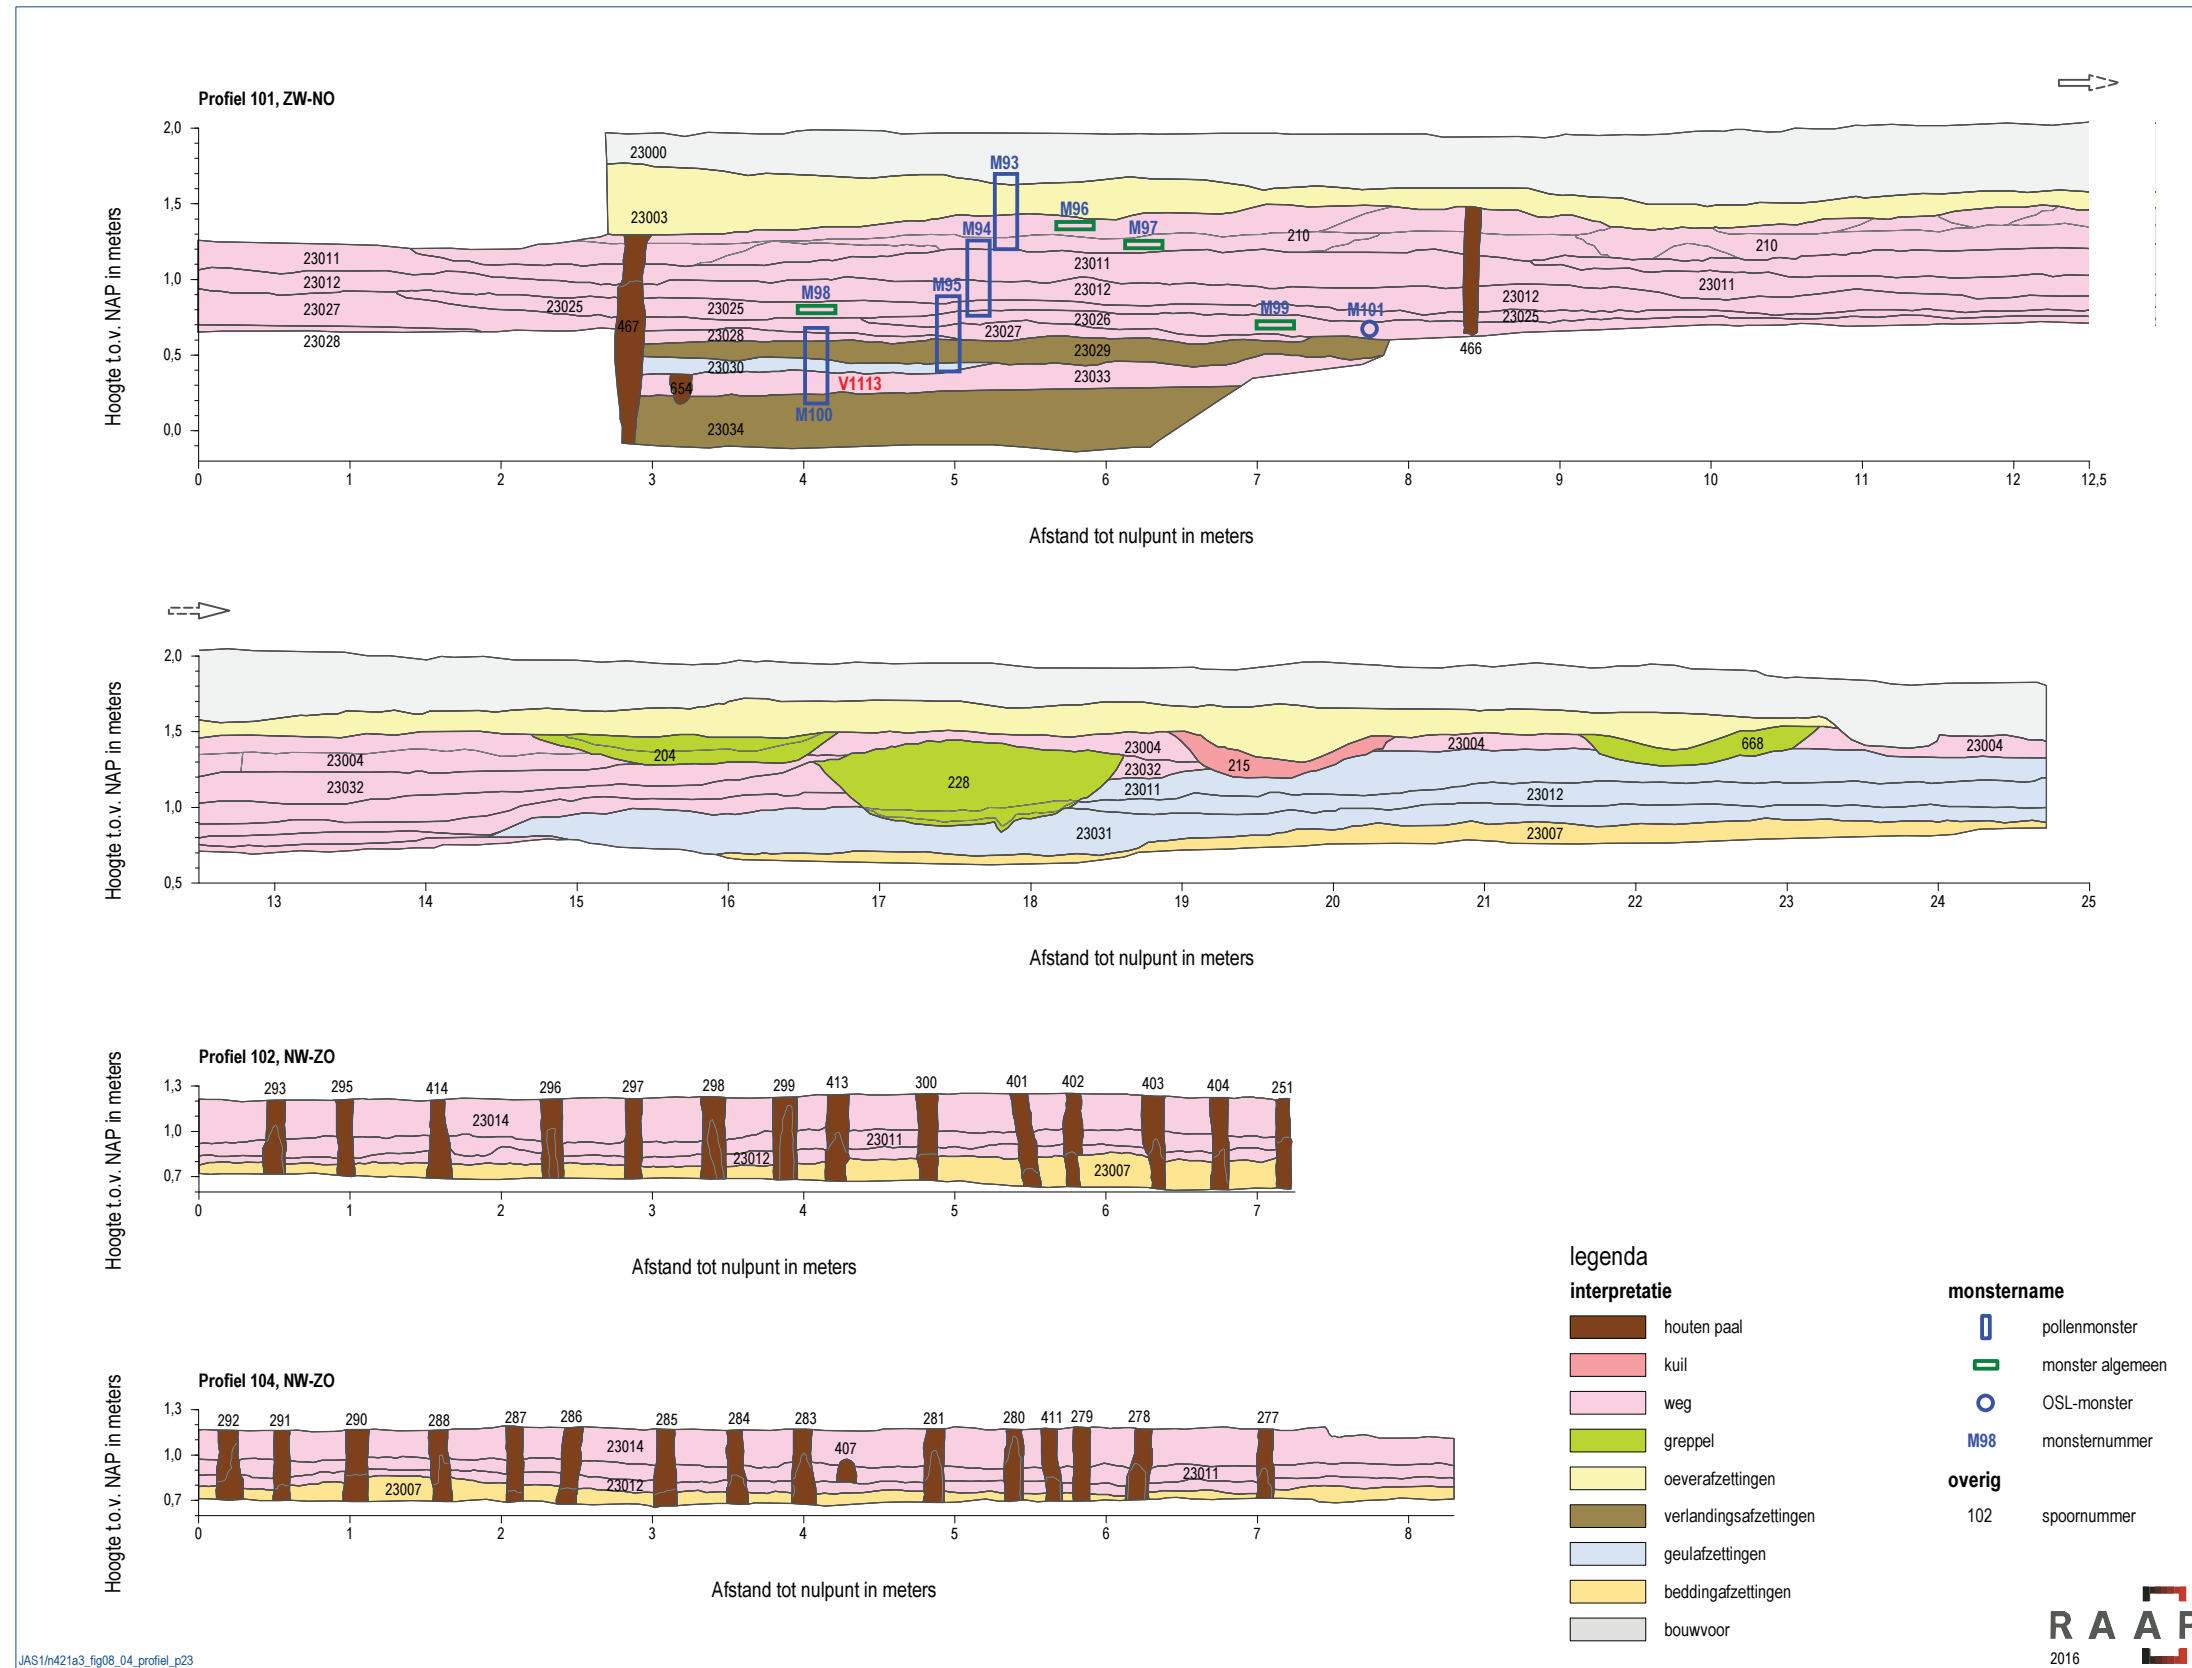 Profiel 101, ZW-NO
Hoogte t.o.v. NAP in meters
2,0
1,5
1,0
0,5
0,0
23000
23003
M93
M96
M94
M97
210
210
23011
23011
23012
23012
M95
M98
23011
23027
23025
23025
23026
M99
M101
23012
23025
467
23028
23027
23028
23029
466
23030
23033
654
V1113
M100
23034
0 1 2 3 4 5 6 7 8 9 10 11 12 12,5
Afstand tot nulpunt in meters
Hoogte t.o.v. NAP in meters
2,0
1,5
1,0
0,5
204
23004
23032
228
23004
23032
23011
215
23004
668
23004
23012
23031
23007
13 14 15 16 17 18 19 20 21 22 23 24 25
Afstand tot nulpunt in meters
Profiel 102, NW-ZO
Hoogte t.o.v. NAP in meters
1,3
1,0
0,7
293 295 414 296 297 298 299 413 300 401 402 403 404 251
23014
23011
23012
23007
0 1 2 3 4 5 6 7
Afstand tot nulpunt in meters
Profiel 104, NW-ZO
Hoogte t.o.v. NAP in meters
1,3
1,0
0,7
292 291 290 288 287 286 285 284 283 281 280 411 279 278 277
23014
407
23011
23012
23007
0 1 2 3 4 5 6 7 8
Afstand tot nulpunt in meters
legenda
interpretatie
houten paal
kuil
weg
greppel
oeverafzettingen
verlandingsafzettingen
geulafzettingen
beddingafzettingen
bouwvoor
monstername
pollenmonster
monster algemeen
OSL-monster
M98 monsternummer
overig
102 spoornummer
RAAP
2016
JAS1/n421a3_fig08_04_profiel_p23